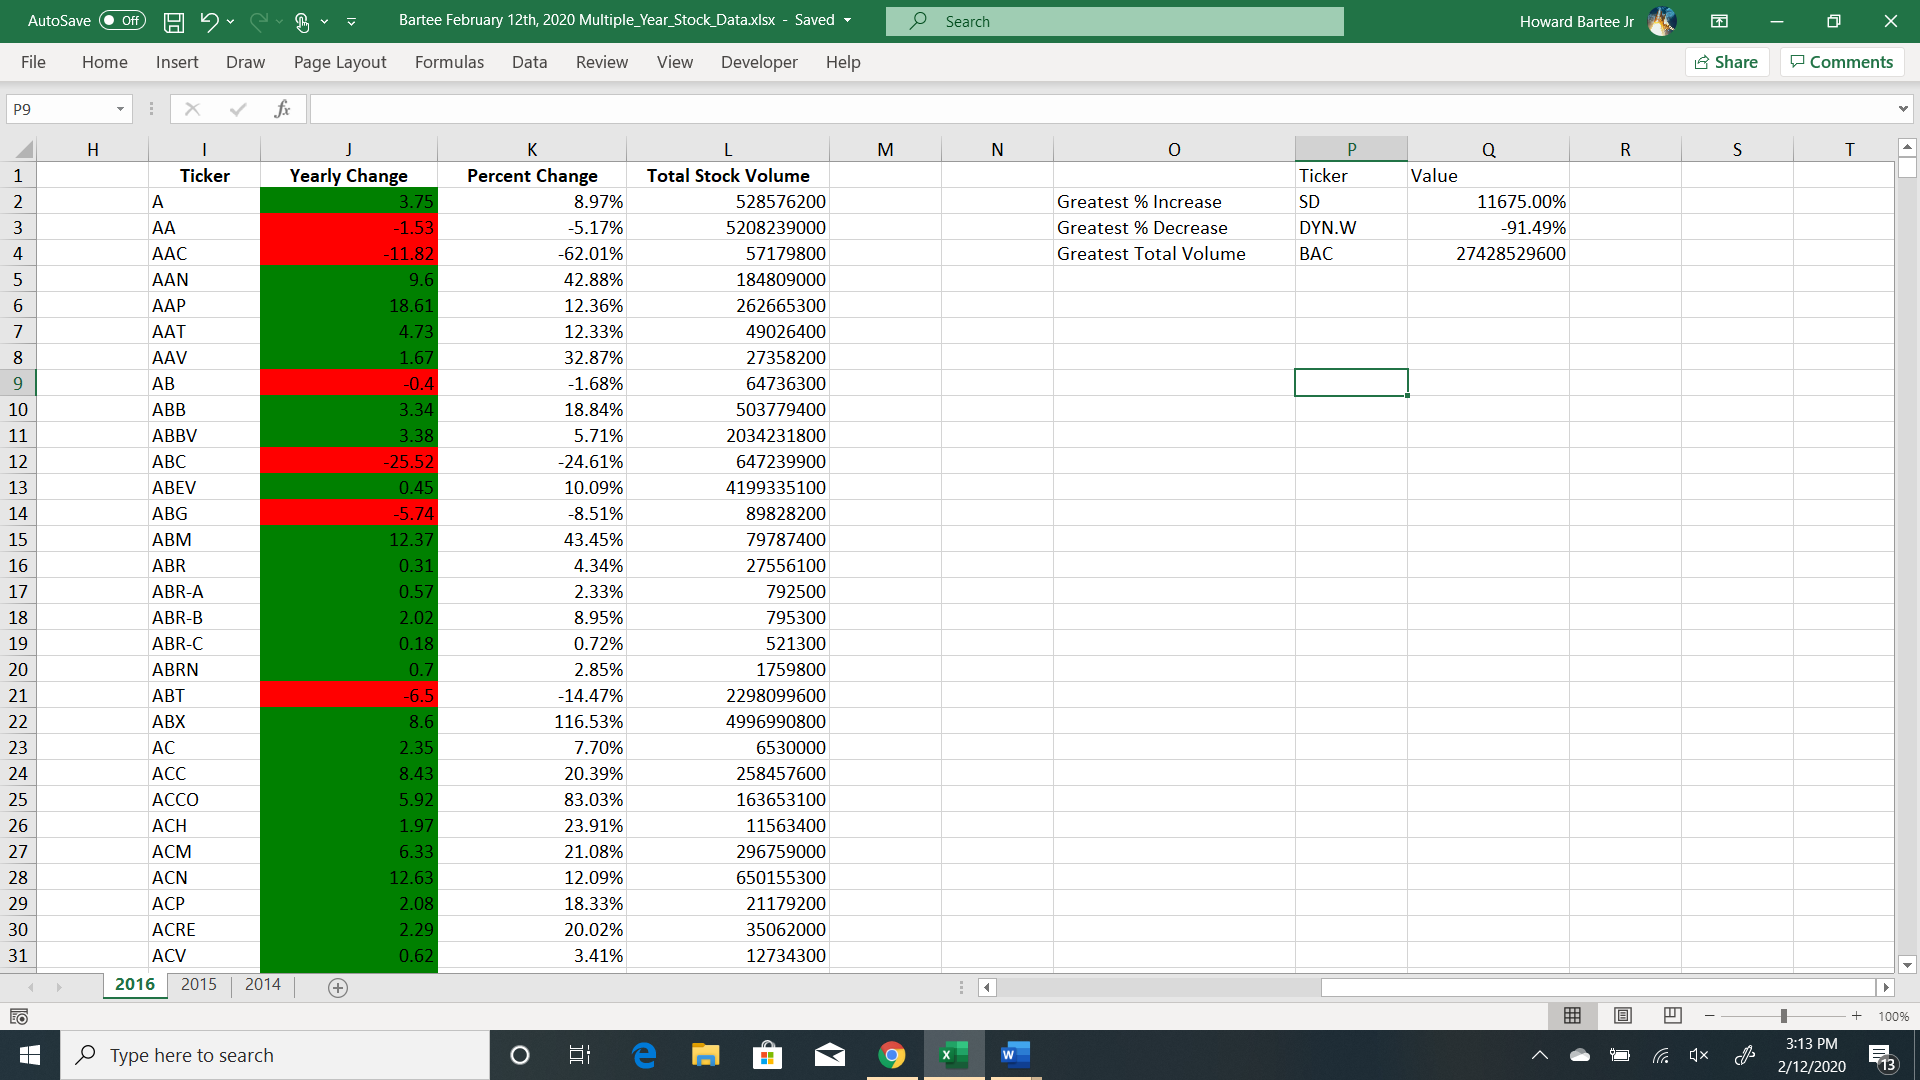 AutoSave Off Bartee February 12th, 2020 Multiple_Year_Stock_Data.xlsx - Saved Search Howard Bartee Jr
File Home Insert Draw Page Layout Formulas Data Review View Developer Help Share Comments
P9 fx
H I J K L M N O P Q R S T
1 Ticker Yearly Change Percent Change Total Stock Volume Ticker Value
2 A 3.75 8.97% 528576200 Greatest % Increase SD 11675.00%
3 AA -1.53 -5.17% 5208239000 Greatest % Decrease DYN.W -91.49%
4 AAC -11.82 -62.01% 57179800 Greatest Total Volume BAC 27428529600
5 AAN 9.6 42.88% 184809000
6 AAP 18.61 12.36% 262665300
7 AAT 4.73 12.33% 49026400
8 AAV 1.67 32.87% 27358200
9 AB -0.4 -1.68% 64736300
10 ABB 3.34 18.84% 503779400
11 ABBV 3.38 5.71% 2034231800
12 ABC -25.52 -24.61% 647239900
13 ABEV 0.45 10.09% 4199335100
14 ABG -5.74 -8.51% 89828200
15 ABM 12.37 43.45% 79787400
16 ABR 0.31 4.34% 27556100
17 ABR-A 0.57 2.33% 792500
18 ABR-B 2.02 8.95% 795300
19 ABR-C 0.18 0.72% 521300
20 ABRN 0.7 2.85% 1759800
21 ABT -6.5 -14.47% 2298099600
22 ABX 8.6 116.53% 4996990800
23 AC 2.35 7.70% 6530000
24 ACC 8.43 20.39% 258457600
25 ACCO 5.92 83.03% 163653100
26 ACH 1.97 23.91% 11563400
27 ACM 6.33 21.08% 296759000
28 ACN 12.63 12.09% 650155300
29 ACP 2.08 18.33% 21179200
30 ACRE 2.29 20.02% 35062000
31 ACV 0.62 3.41% 12734300
2016 2015 2014
100%
Type here to search 3:13 PM
2/12/2020 13